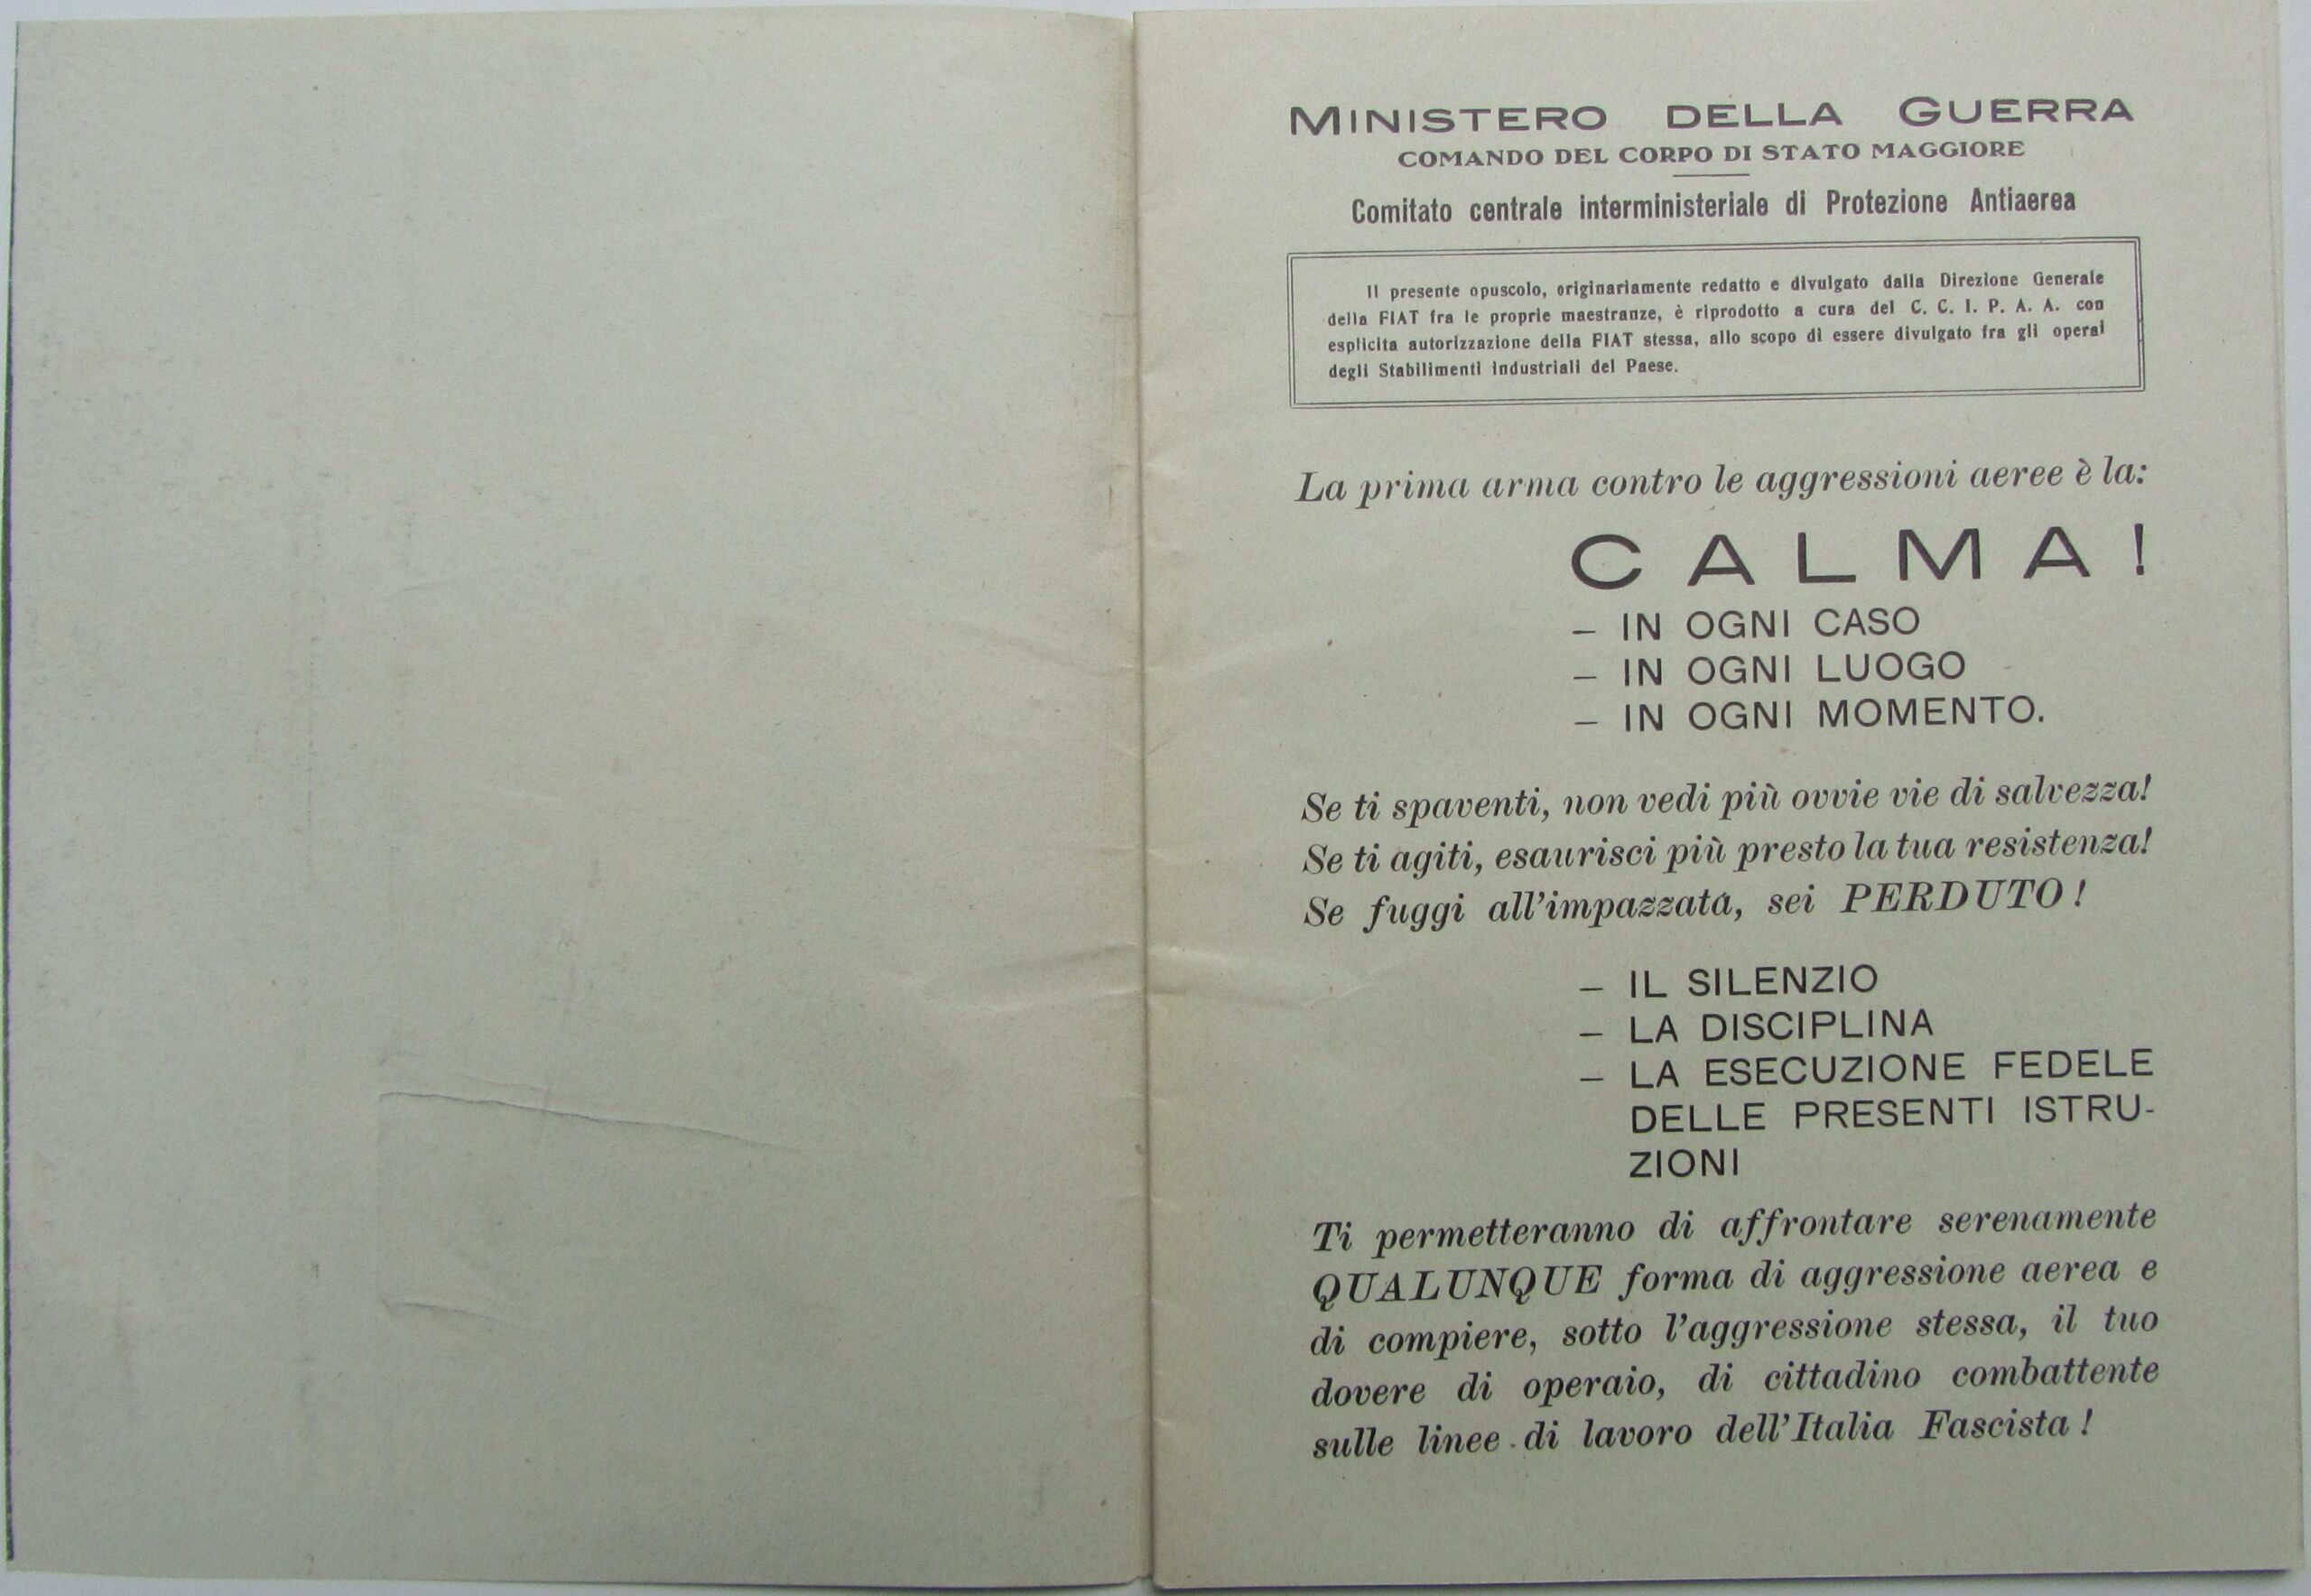 MINISTERO DELLA GUERRA
COMANDO DEL CORPO DI STATO MAGGIORE
Comitato centrale interministeriale di Protezione Antiaerea
Il presente opuscolo, originariamente redatto e divulgato dalla Direzione Generale
della FIAT fra le proprie maestranze, è riprodotto a cura del C. C. I. P. A. A. con
esplicita autorizzazione della FIAT stessa, allo scopo di essere divulgato fra gli operai
degli Stabilimenti Industriali del Paese.
La prima arma contro le aggressioni aeree è la:
CALMA!
– IN OGNI CASO
– IN OGNI LUOGO
– IN OGNI MOMENTO.
Se ti spaventi, non vedi più ovvie vie di salvezza!
Se ti agiti, esaurisci più presto la tua resistenza!
Se fuggi all'impazzata, sei PERDUTO!
– IL SILENZIO
– LA DISCIPLINA
– LA ESECUZIONE FEDELE
DELLE PRESENTI ISTRU-
ZIONI
Ti permetteranno di affrontare serenamente
QUALUNQUE forma di aggressione aerea e
di compiere, sotto l'aggressione stessa, il tuo
dovere di operaio, di cittadino combattente
sulle linee di lavoro dell'Italia Fascista!